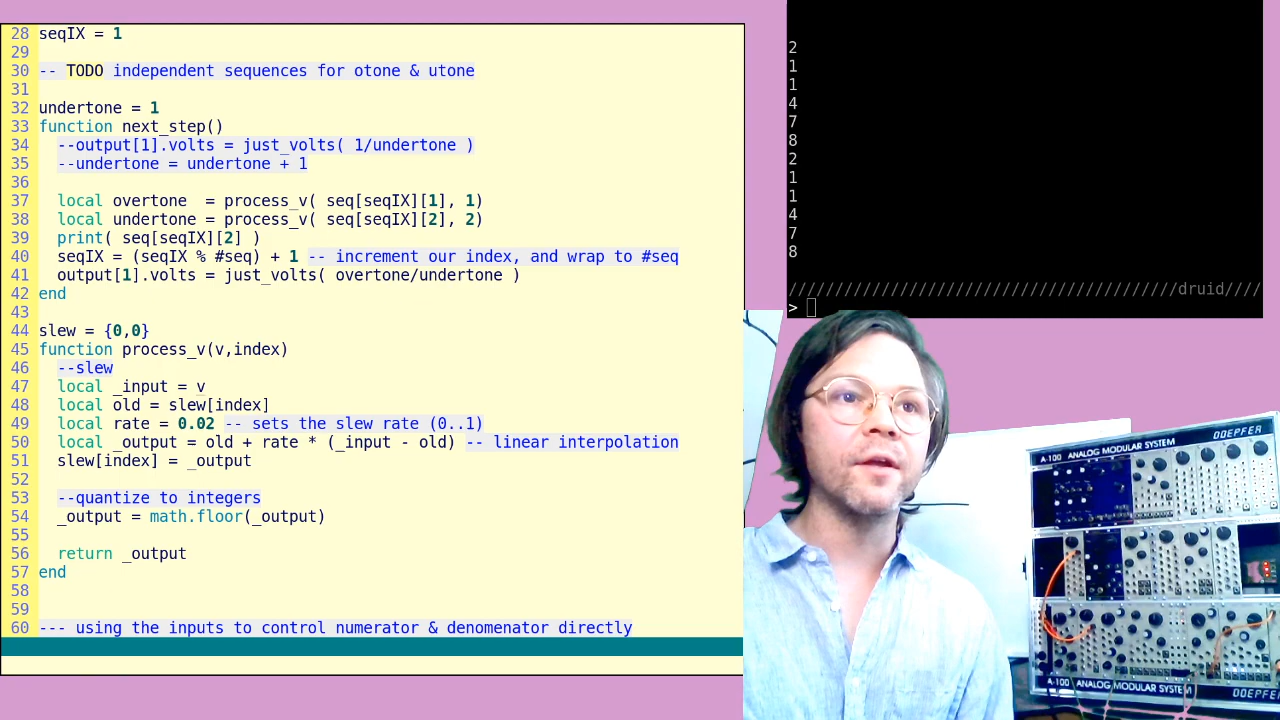 28 seqIX = 1
29
30 -- TODO independent sequences for otone & utone
31
32 undertone = 1
33 function next_step()
34   --output[1].volts = just_volts( 1/undertone )
35   --undertone = undertone + 1
36
37   local overtone  = process_v( seq[seqIX][1], 1)
38   local undertone = process_v( seq[seqIX][2], 2)
39   print( seq[seqIX][2] )
40   seqIX = (seqIX % #seq) + 1 -- increment our index, and wrap to #seq
41   output[1].volts = just_volts( overtone/undertone )
42 end
43
44 slew = {0,0}
45 function process_v(v,index)
46   --slew
47   local _input = v
48   local old = slew[index]
49   local rate = 0.02 -- sets the slew rate (0..1)
50   local _output = old + rate * (_input - old) -- linear interpolation
51   slew[index] = _output
52
53   --quantize to integers
54   _output = math.floor(_output)
55
56   return _output
57 end
58
59
60 --- using the inputs to control numerator & denomenator directly
2
1
1
4
7
8
2
1
1
4
7
8
//////////////////////////////////////////druid////
>
A-100 ANALOG MODULAR SYSTEM DOEPFER
A-100 ANALOG MODULAR SYSTEM DOEPFER